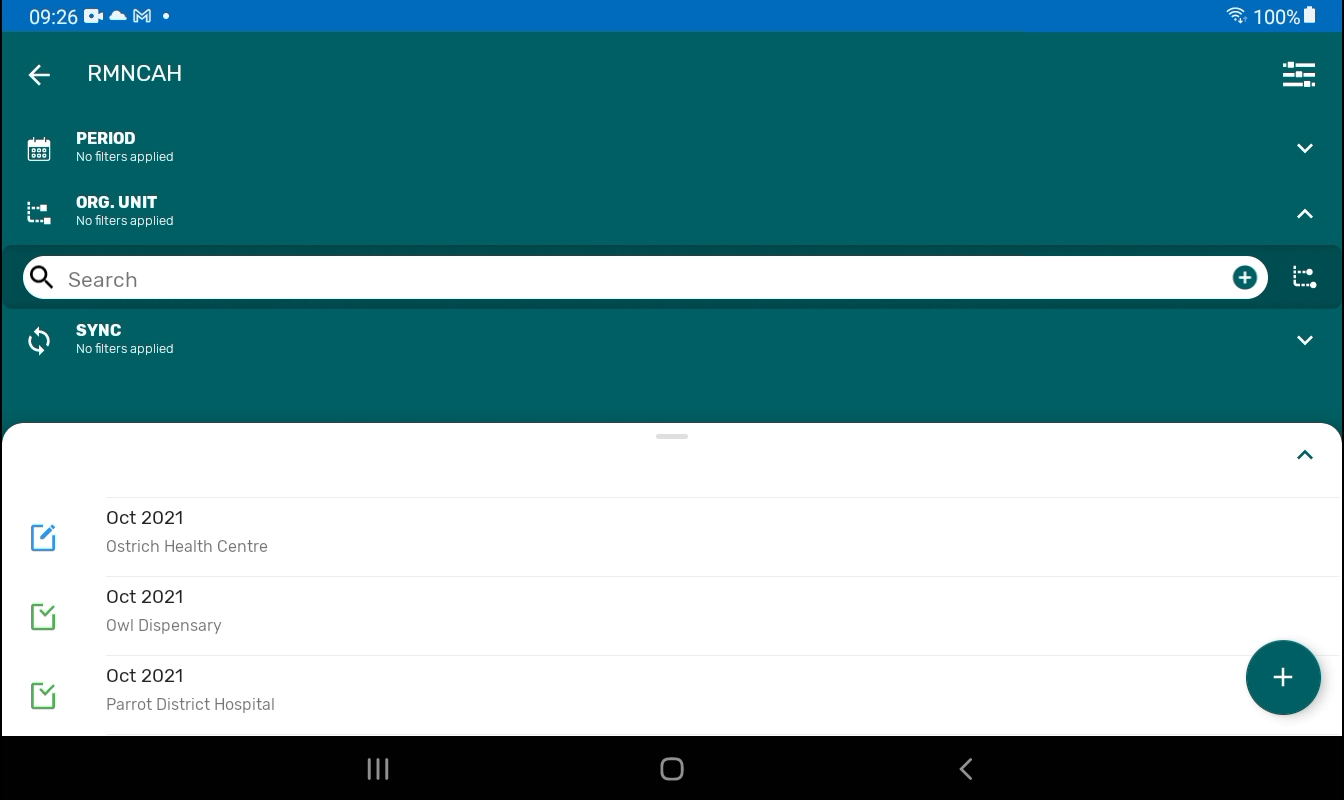 09:26
100%
RMNCAH
PERIOD
No filters applied
ORG. UNIT
No filters applied
Search
SYNC
No filters applied
Oct 2021
Ostrich Health Centre
Oct 2021
Owl Dispensary
Oct 2021
Parrot District Hospital